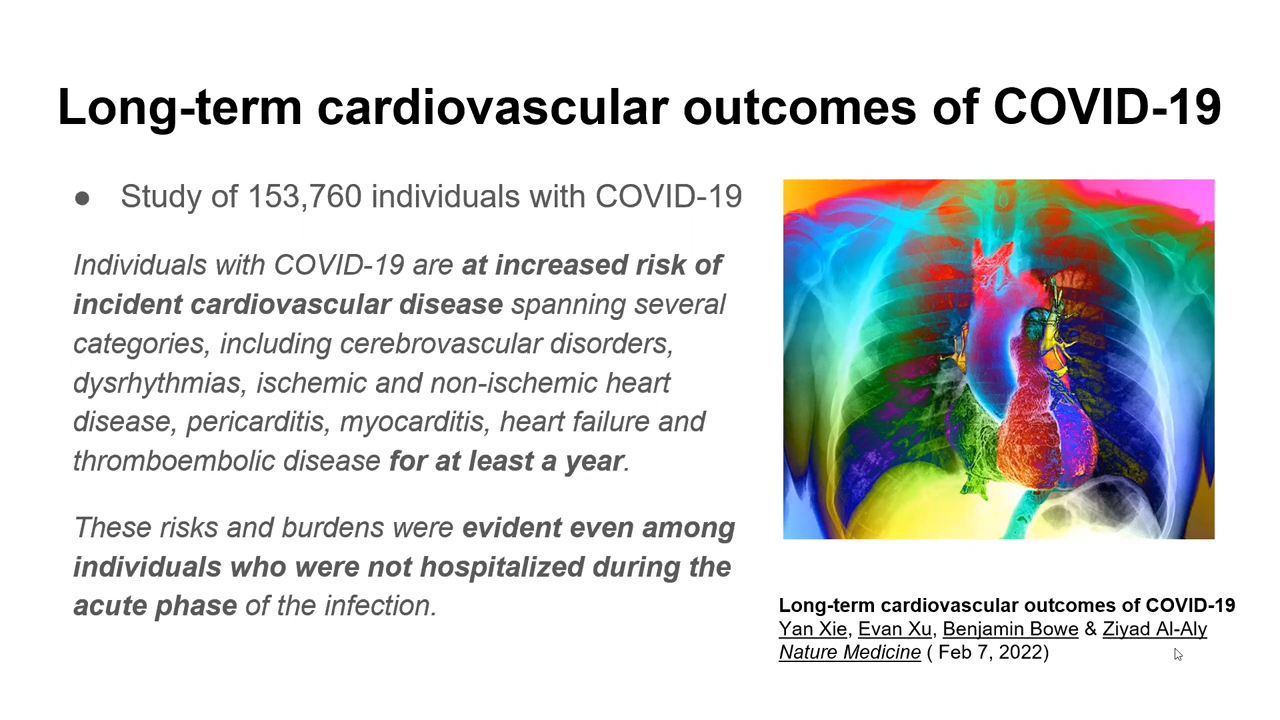 Long-term cardiovascular outcomes of COVID-19
● Study of 153,760 individuals with COVID-19
Individuals with COVID-19 are at increased risk of
incident cardiovascular disease spanning several
categories, including cerebrovascular disorders,
dysrhythmias, ischemic and non-ischemic heart
disease, pericarditis, myocarditis, heart failure and
thromboembolic disease for at least a year.
These risks and burdens were evident even among
individuals who were not hospitalized during the
acute phase of the infection.
Long-term cardiovascular outcomes of COVID-19
Yan Xie, Evan Xu, Benjamin Bowe & Ziyad Al-Aly
Nature Medicine ( Feb 7, 2022)